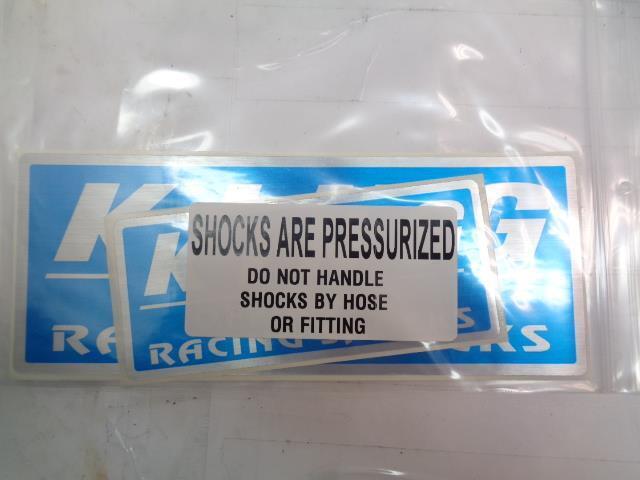 SHOCKS ARE PRESSURIZED
DO NOT HANDLE
SHOCKS BY HOSE
OR FITTING
RACING